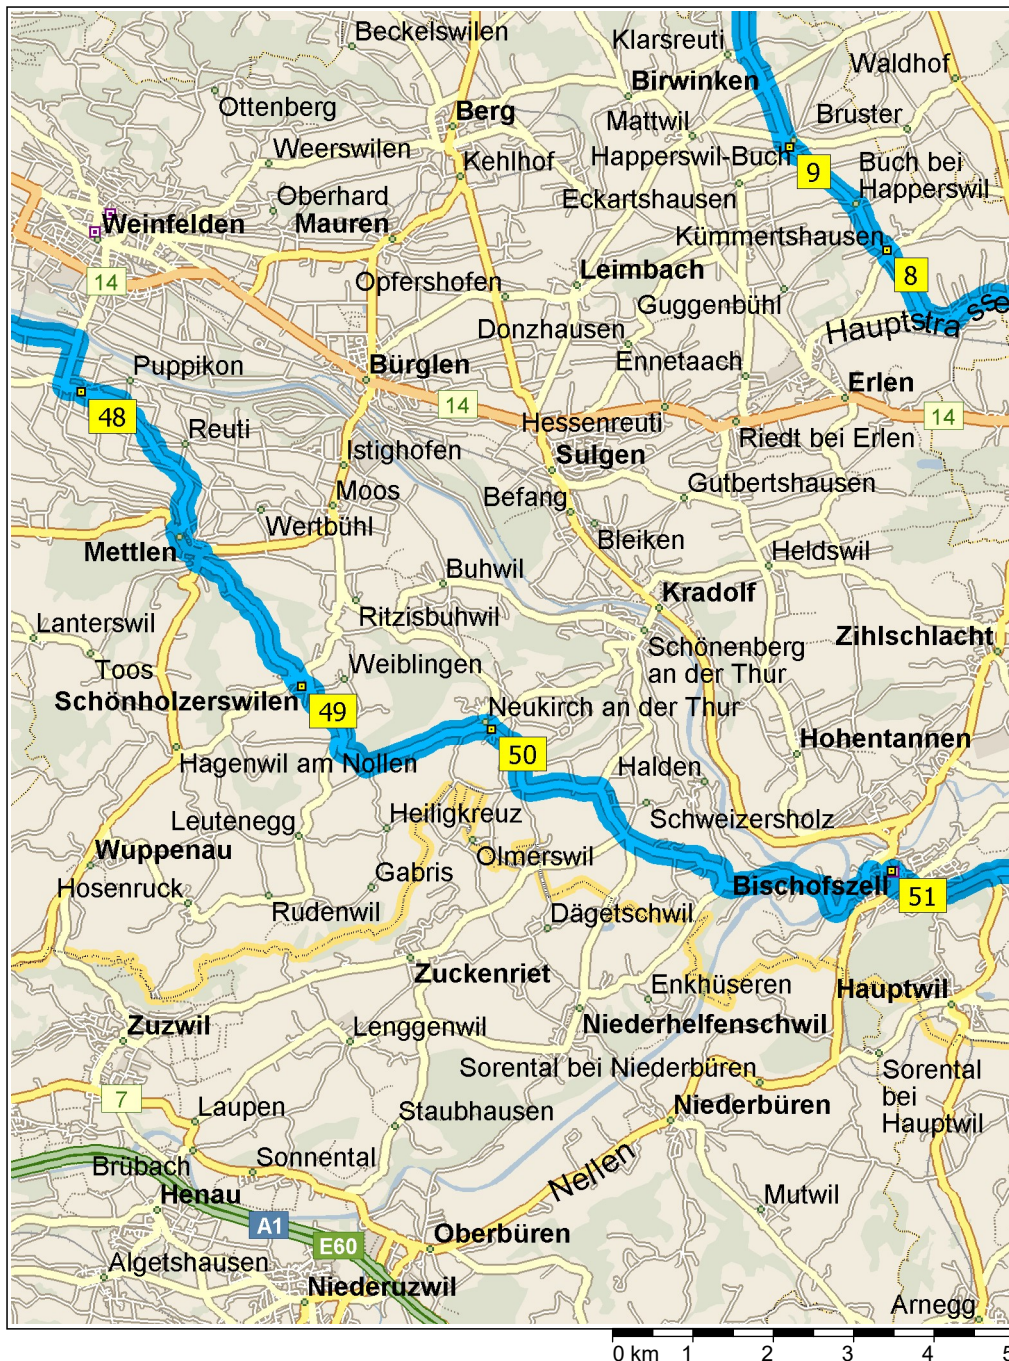 Beckelswilen
Klarsreuti
Waldhof
Birwinken
Ottenberg
Berg
Mattwil
Bruster
Weerswilen
Kehlhof
Happerswil-Buch
9
Buch bei
Happerswil
Eckartshausen
Oberhard
Weinfelden
Mauren
Kümmertshausen
14
Opfershofen
Leimbach
8
Guggenbühl
Hauptstrasse
Donzhausen
Puppikon
Bürglen
Ennetaach
Erlen
48
14
14
Reuti
Hessenreuti
Riedt bei Erlen
Istighofen
Sulgen
Moos
Befang
Gutbertshausen
Wertbühl
Mettlen
Bleiken
Heldswil
Buhwil
Kradolf
Lanterswil
Ritzisbuhwil
Zihlschlacht
Toos
Weiblingen
Schönenberg
an der Thur
Schönholzerswilen
49
Neukirch an der Thur
Hohentannen
50
Hagenwil am Nollen
Halden
Leutenegg
Heiligkreuz
Schweizersholz
Wuppenau
Olmerswil
Hosenruck
Gabris
Bischofszell
51
Rudenwil
Dägetschwil
Zuckenriet
Enkhüseren
Hauptwil
Zuzwil
Lenggenwil
Niederhelfenschwil
Sorental bei Niederbüren
Sorental
bei
Hauptwil
7
Laupen
Staubhausen
Niederbüren
Brübach
Sonnental
Nellen
Henau
Mutwil
A1
Oberbüren
E60
Algetshausen
Niederuzwil
Arnegg
0 km 1 2 3 4 5